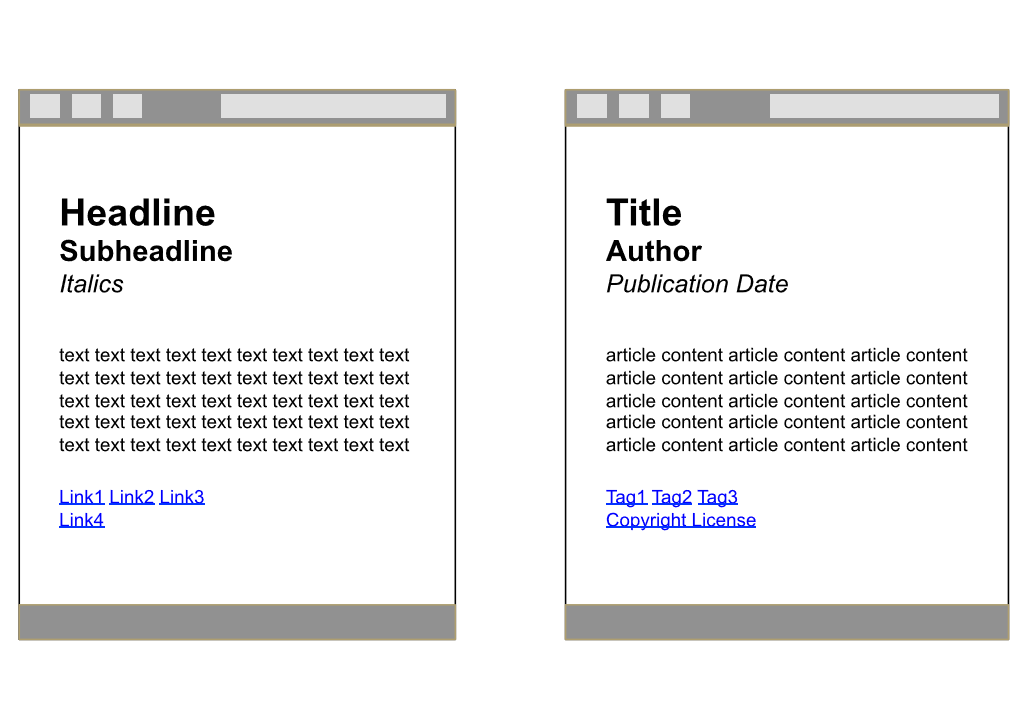 Headline
Subheadline
Italics
text text text text text text text text text text
text text text text text text text text text text
text text text text text text text text text text
text text text text text text text text text text
text text text text text text text text text text
Link1 Link2 Link3
Link4
Title
Author
Publication Date
article content article content article content
article content article content article content
article content article content article content
article content article content article content
article content article content article content
Tag1 Tag2 Tag3
Copyright License